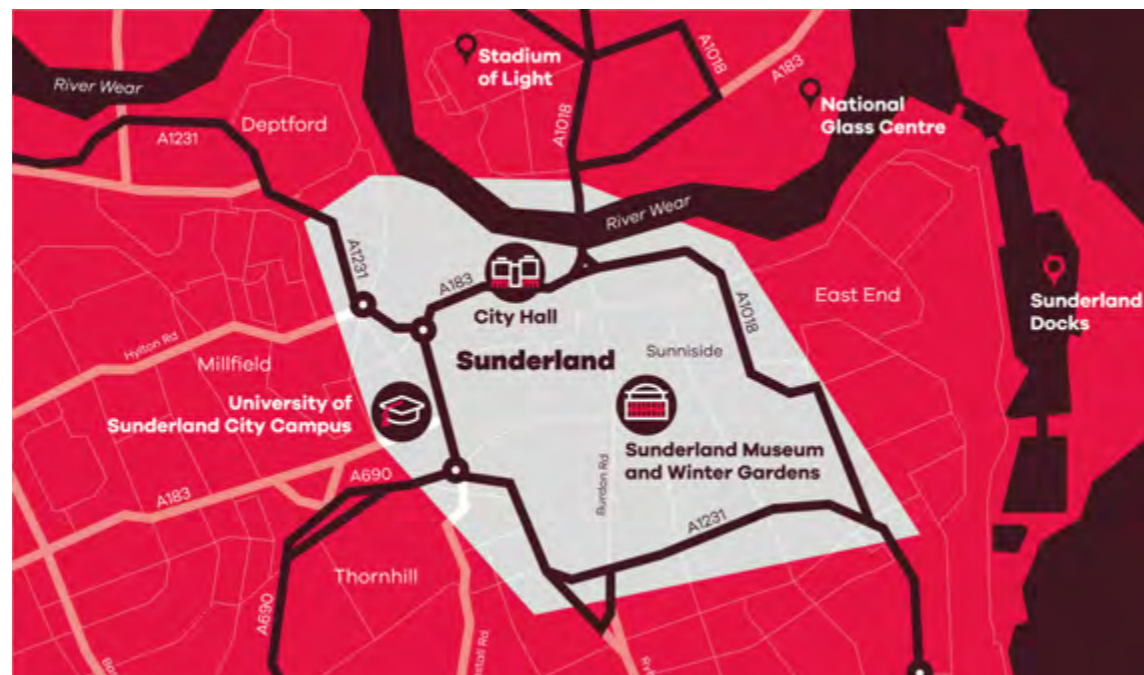 Stadium
of Light
A1018
A183
River Wear
National
Glass Centre
Deptford
A1231
A1018
River Wear
A1231
A183
City Hall
A1018
East End
Sunderland
Docks
Hylton Rd
Millfield
Sunderland
Sunniside
University of
Sunderland City Campus
Sunderland Museum
and Winter Gardens
A690
A183
Burdon Rd
A1231
Thornhill
A690